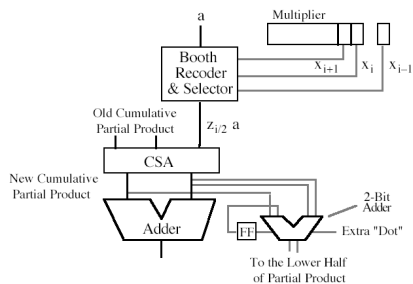 a
Multiplier
Booth
Recoder
& Selector
x_{i+1}
x_i
x_{i-1}
Old Cumulative
Partial Product
z_{i/2} a
CSA
New Cumulative
Partial Product
Adder
FF
2-Bit
Adder
Extra "Dot"
To the Lower Half
of Partial Product